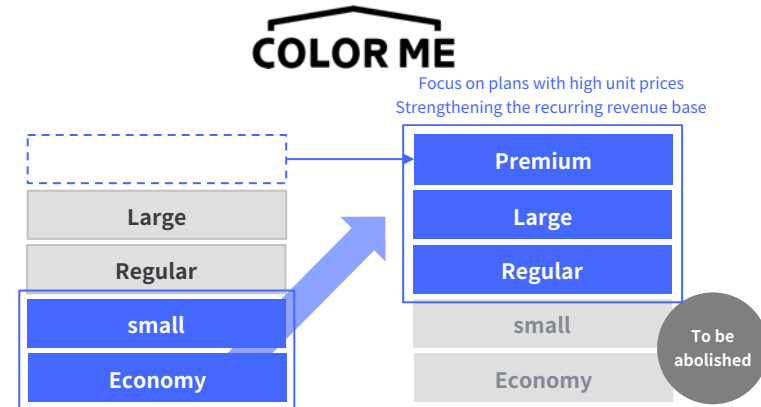 COLOR ME
Focus on plans with high unit prices
Strengthening the recurring revenue base
Large
Regular
small
Economy
Premium
Large
Regular
small
Economy
To be
abolished